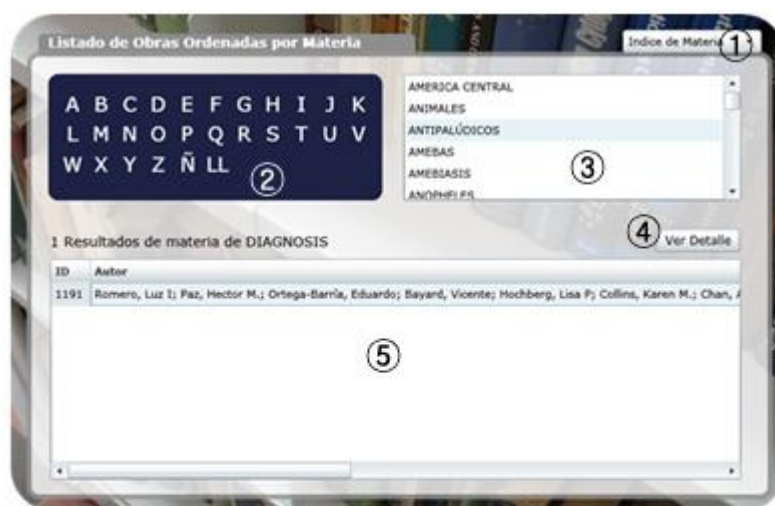 Listado de Obras Ordenadas por Materia
Indice de Materia
①
A B C D E F G H I J K
L M N O P Q R S T U V
W X Y Z Ñ LL
②
AMERICA CENTRAL
ANIMALES
ANTIPALÚDICOS
AMEBAS
AMEBIASIS
ANOPHELES
③
④
Ver Detalle
1 Resultados de materia de DIAGNOSIS
ID Autor
1191 Romero, Luz I; Paz, Hector M.; Ortega-Barría, Eduardo; Bayard, Vicente; Hochberg, Lisa P; Collins, Karen M.; Chan,
⑤